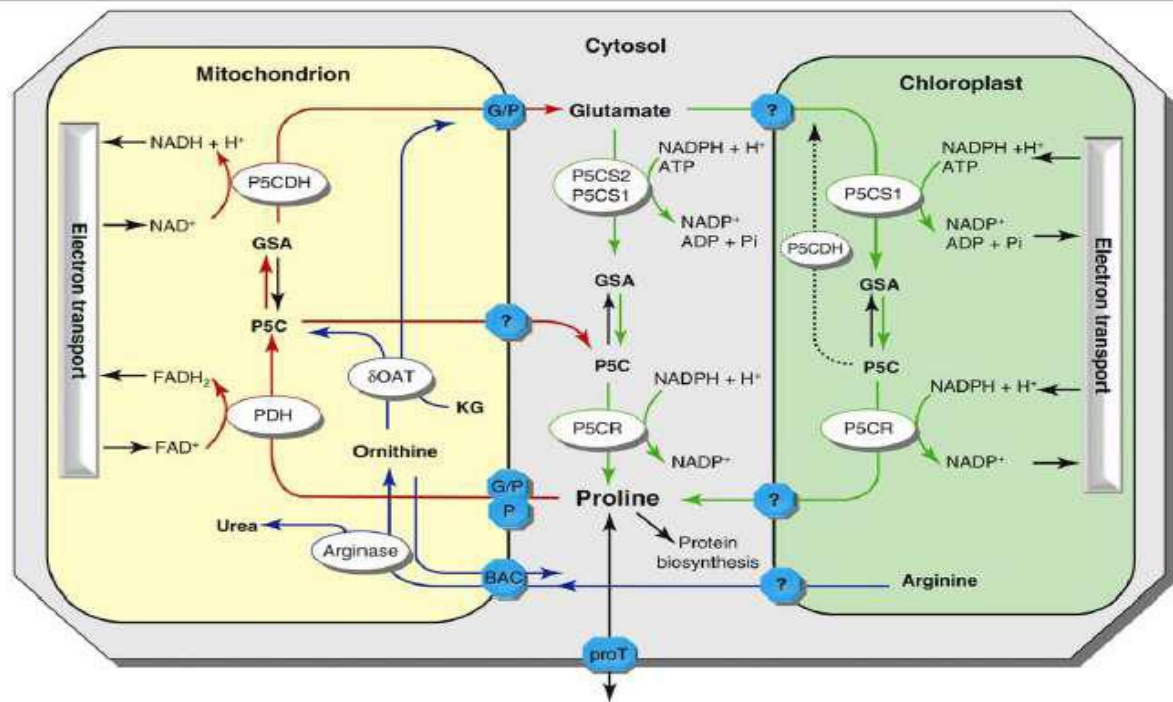 Cytosol
Mitochondrion
Chloroplast
G/P
Glutamate
?
NADH + H⁺
P5CDH
NAD⁺
GSA
P5C
Electron transport
FADH₂
PDH
FAD⁺
δOAT
KG
Ornithine
Urea
Arginase
?
G/P
P
BAC
NADPH + H⁺
ATP
P5CS2
P5CS1
NADP⁺
ADP + Pi
GSA
P5C
NADPH + H⁺
P5CR
NADP⁺
Proline
Protein
biosynthesis
proT
NADPH +H⁺
ATP
P5CS1
NADP⁺
ADP + Pi
P5CDH
GSA
P5C
NADPH + H⁺
P5CR
NADP⁺
Electron transport
?
?
Arginine